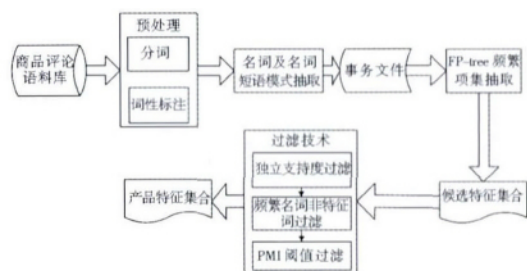 预处理
商品评论
语料库
分词
词性标注
名词及名词
短语模式抽取
事务文件
FP-tree 频繁
项集抽取
过滤技术
独立支持度过滤
频繁名词非特征
词过滤
PMI 阈值过滤
产品特征集合
候选特征集合